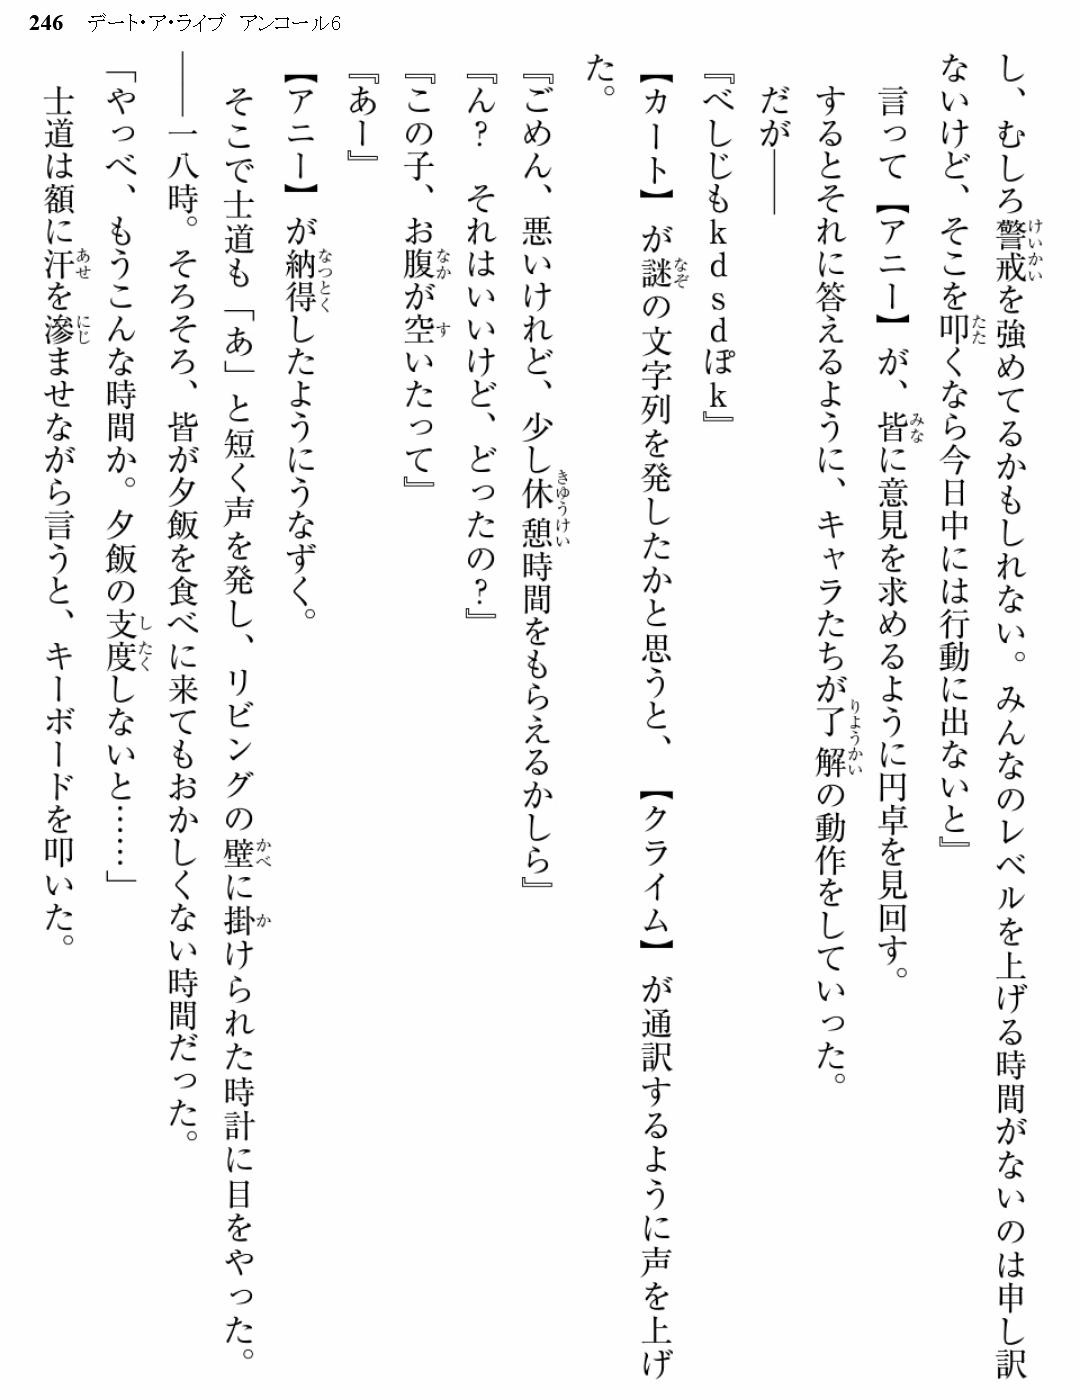 246 デート・ア・ライブ アンコール6
し、むしろ警戒を強めてるかもしれない。みんなのレベルを上げる時間がないのは申し訳
ないけど、そこを叩くなら今日中には行動に出ないと』
言って【アニー】が、皆に意見を求めるように円卓を見回す。
するとそれに答えるように、キャラたちが了解の動作をしていった。
だが――
『べしじもｋｄｓｄぽｋ』
【カート】が謎の文字列を発したかと思うと、【クライム】が通訳するように声を上げ
た。
『ごめん、悪いけれど、少し休憩時間をもらえるかしら』
『ん？　それはいいけど、どったの？』
『この子、お腹が空いたって』
『あー』
【アニー】が納得したようにうなずく。
そこで士道も「あ」と短く声を発し、リビングの壁に掛けられた時計に目をやった。
――一八時。そろそろ、皆が夕飯を食べに来てもおかしくない時間だった。
「やっべ、もうこんな時間か。夕飯の支度しないと……」
士道は額に汗を滲ませながら言うと、キーボードを叩いた。